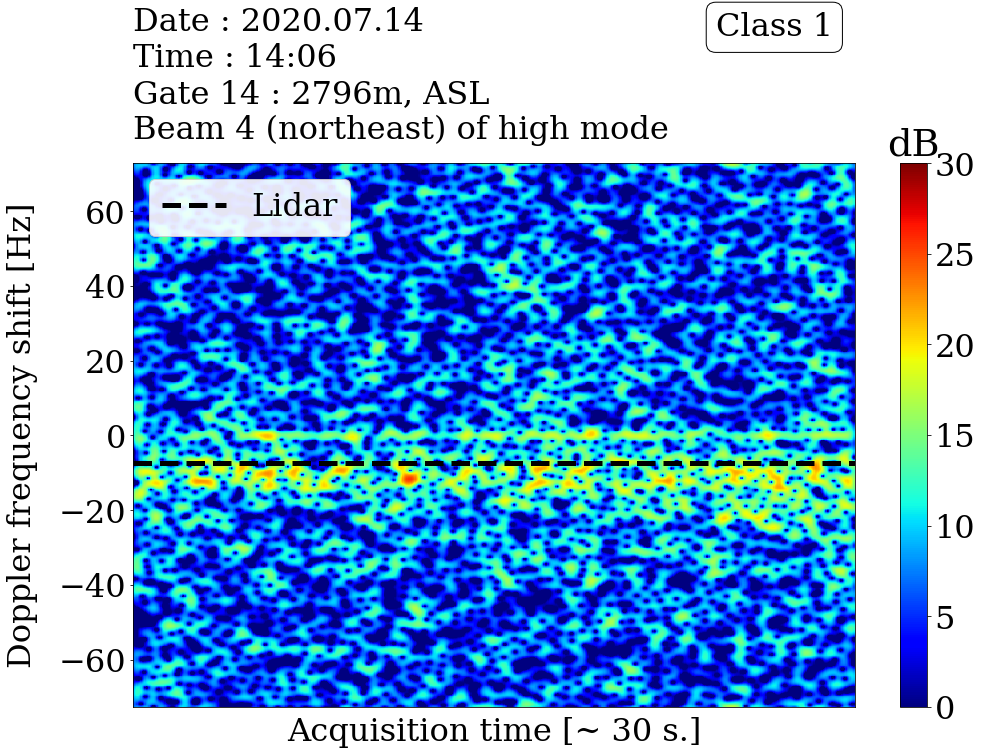 Date : 2020.07.14
Class 1
Time : 14:06
Gate 14 : 2796m, ASL
Beam 4 (northeast) of high mode
dB
Lidar
Doppler frequency shift [Hz]
60
40
20
0
−20
−40
−60
30
25
20
15
10
5
0
Acquisition time [~ 30 s.]